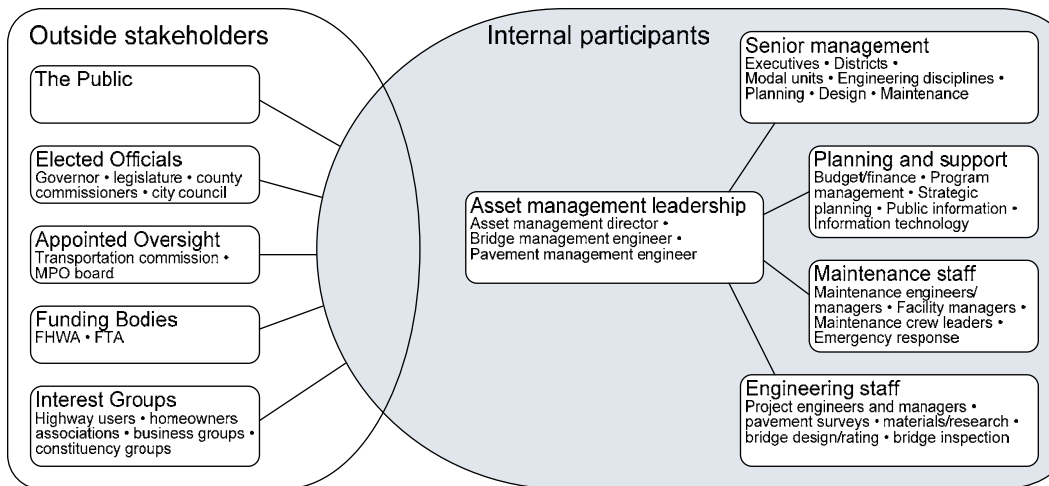 Outside stakeholders
The Public
Elected Officials
Governor • legislature • county
commissioners • city council
Appointed Oversight
Transportation commission •
MPO board
Funding Bodies
FHWA • FTA
Interest Groups
Highway users • homeowners
associations • business groups •
constituency groups
Internal participants
Asset management leadership
Asset management director •
Bridge management engineer •
Pavement management engineer
Senior management
Executives • Districts •
Modal units • Engineering disciplines •
Planning • Design • Maintenance
Planning and support
Budget/finance • Program
management • Strategic
planning • Public information •
Information technology
Maintenance staff
Maintenance engineers/
managers • Facility managers •
Maintenance crew leaders •
Emergency response
Engineering staff
Project engineers and managers •
pavement surveys • materials/research •
bridge design/rating • bridge inspection